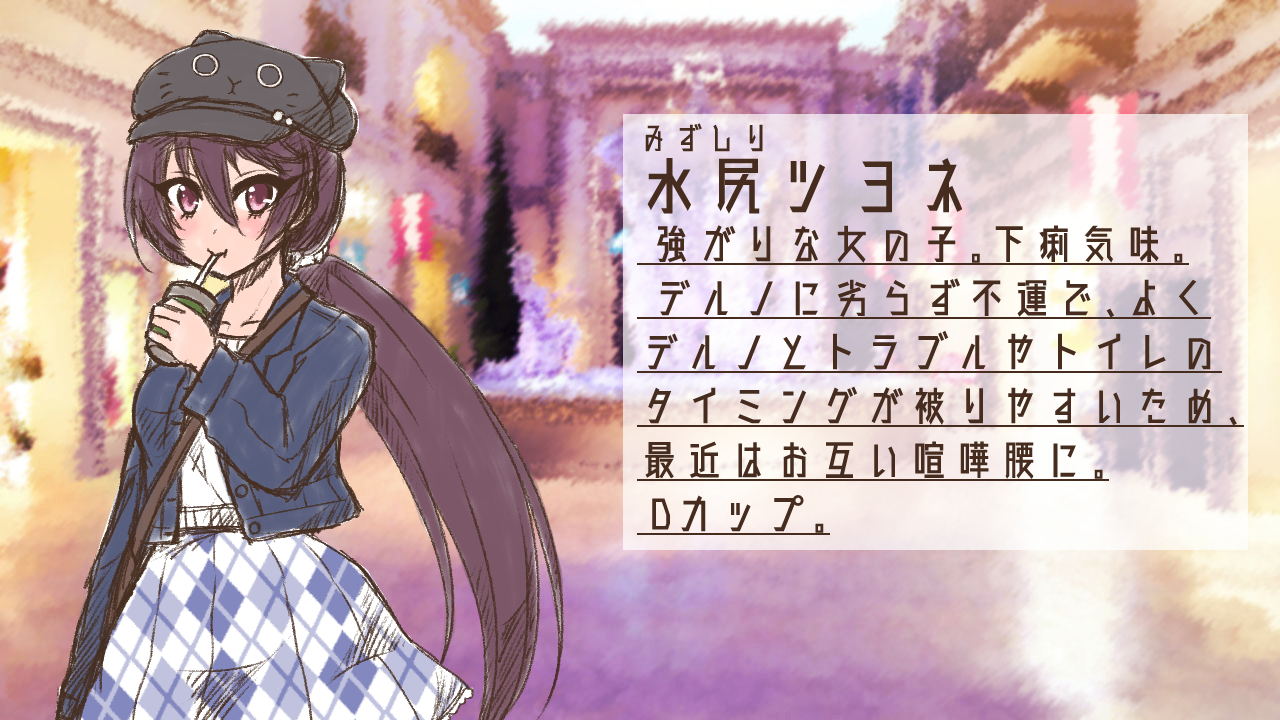 みずしり
水尻ツヨネ
強がりな女の子。下痢気味。
デルノに劣らず不運で、よく
デルノとトラブルやトイレの
タイミングが被りやすいため、
最近はお互い喧嘩腰に。
Dカップ。